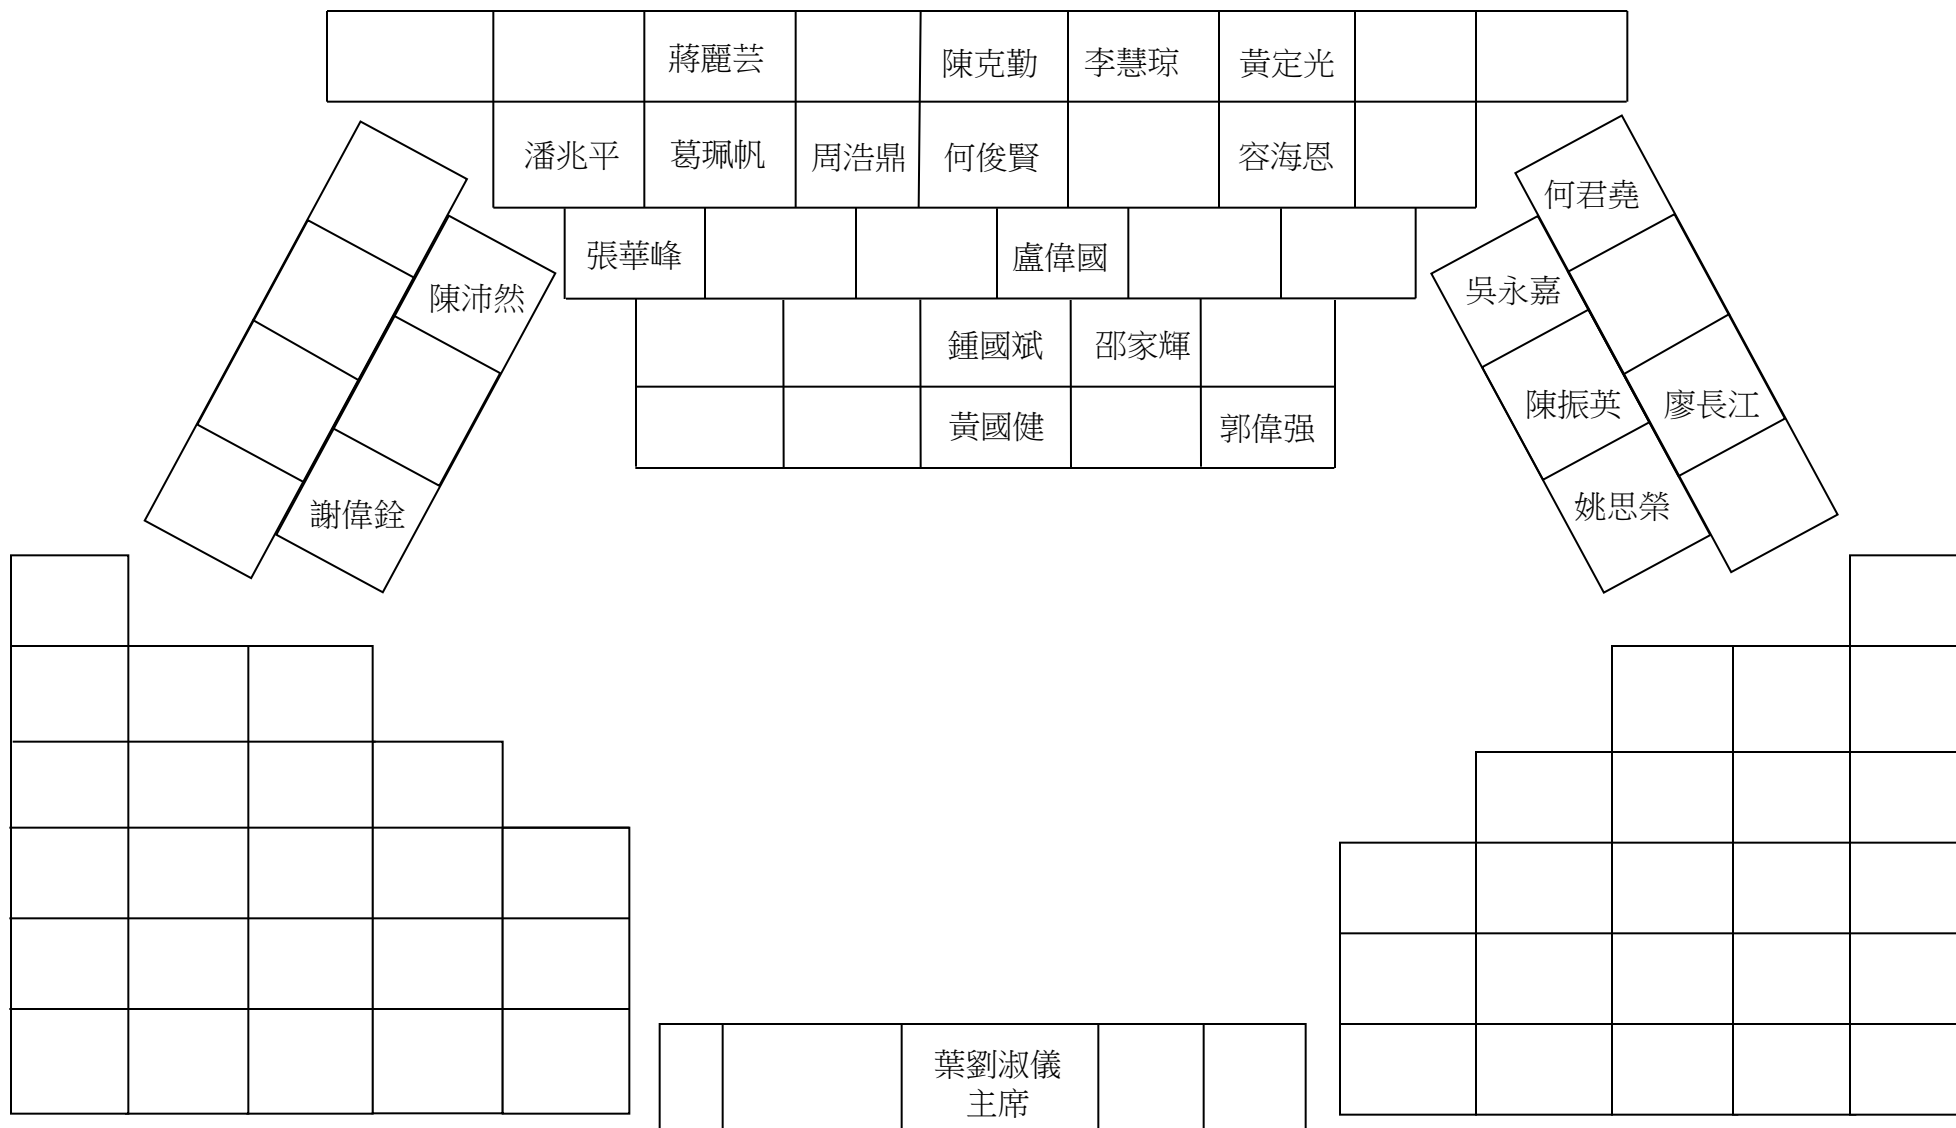 蔣麗芸
陳克勤
李慧琼
黃定光
潘兆平
葛珮帆
周浩鼎
何俊賢
容海恩
何君堯
張華峰
盧偉國
陳沛然
吳永嘉
鍾國斌
邵家輝
陳振英
廖長江
黃國健
郭偉强
謝偉銓
姚思榮
葉劉淑儀
主席